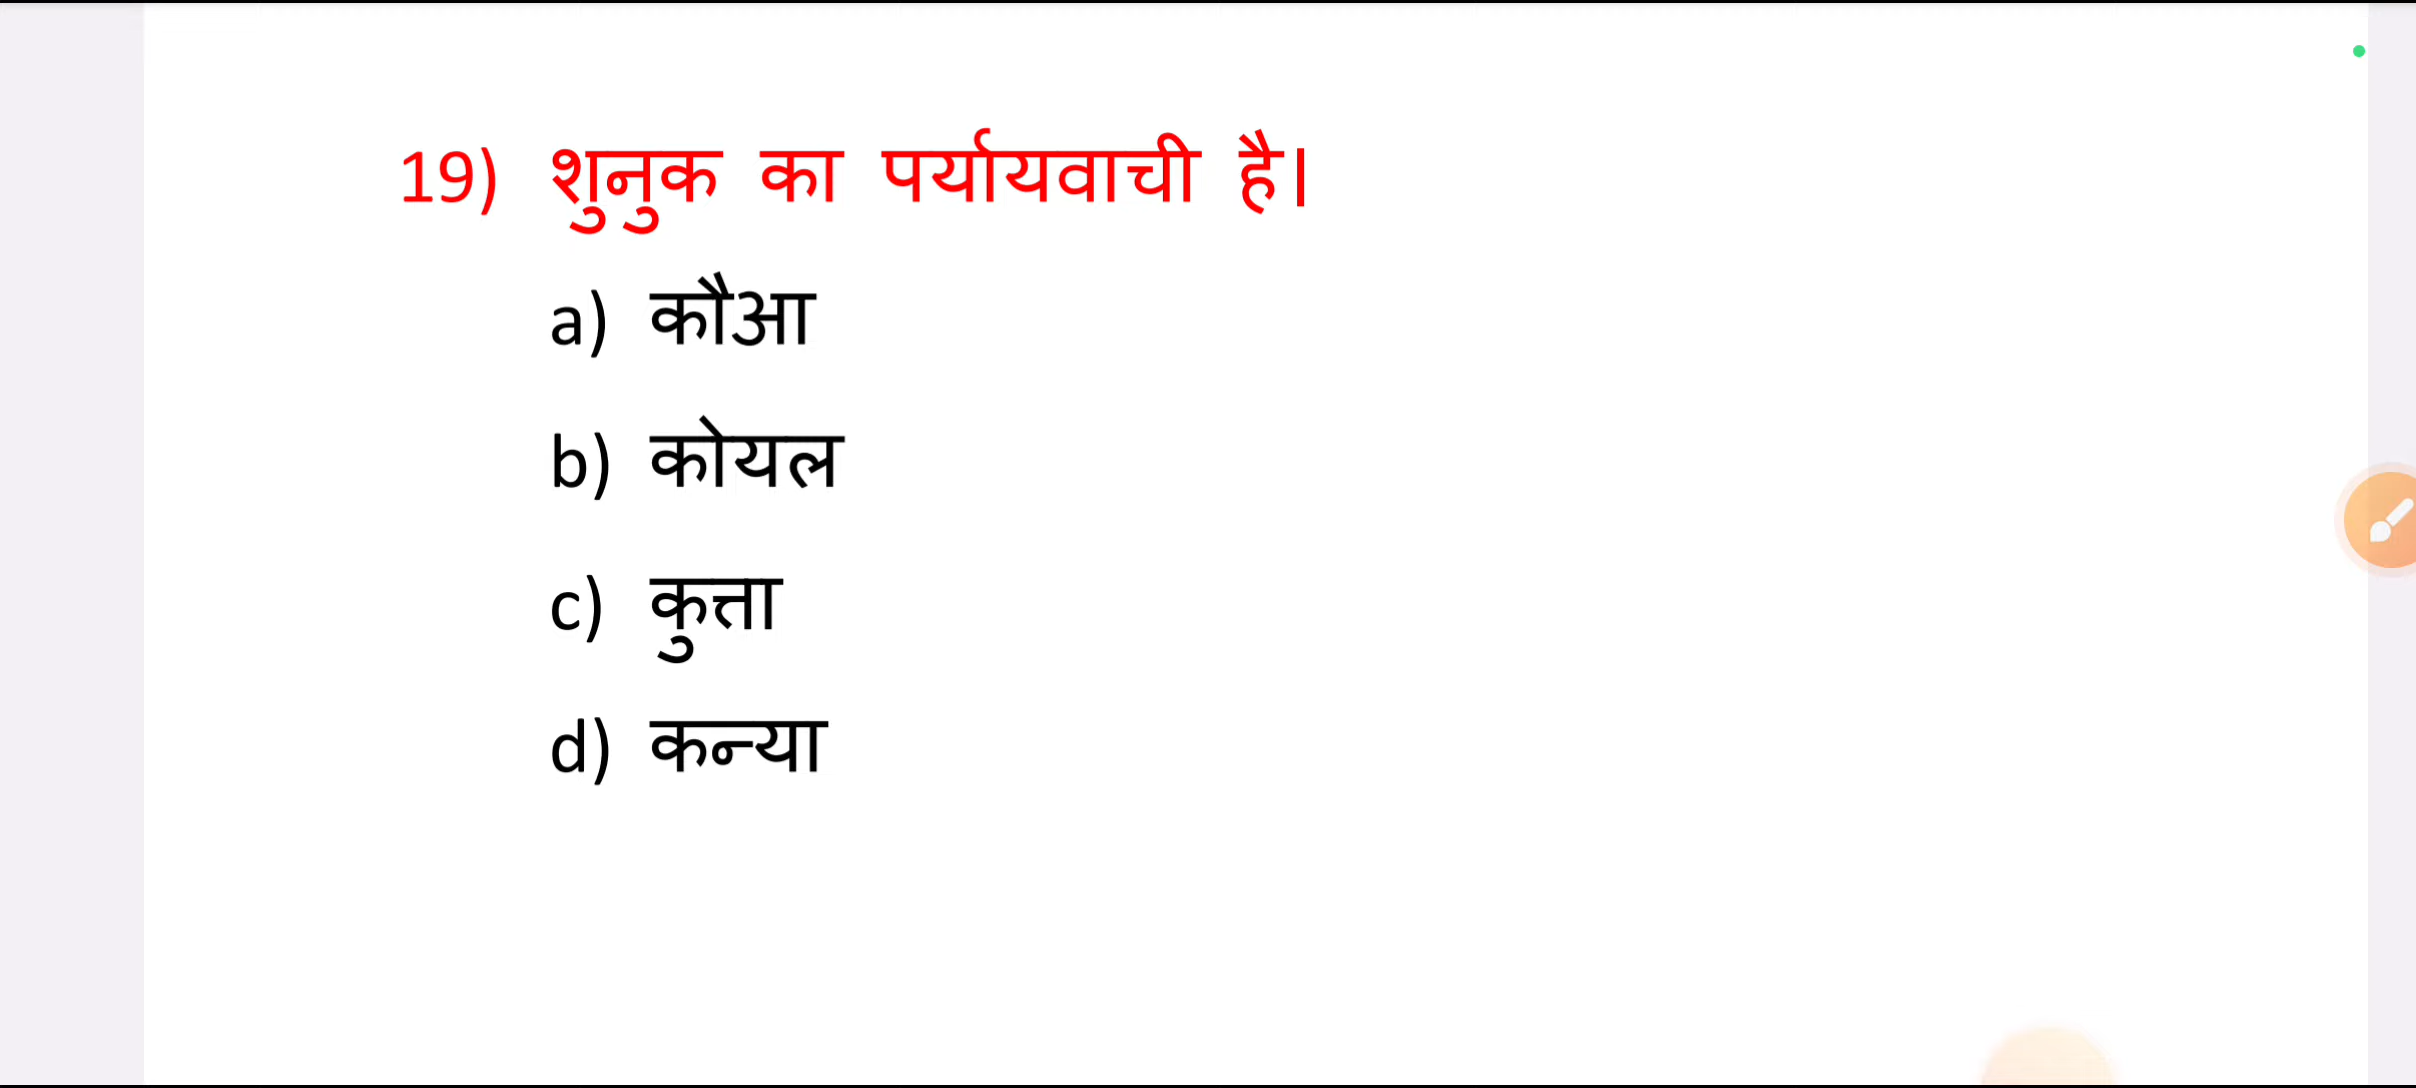 19) शुनुक का पर्यायवाची है।
a) कौआ
b) कोयल
c) कुत्ता
d) कन्या